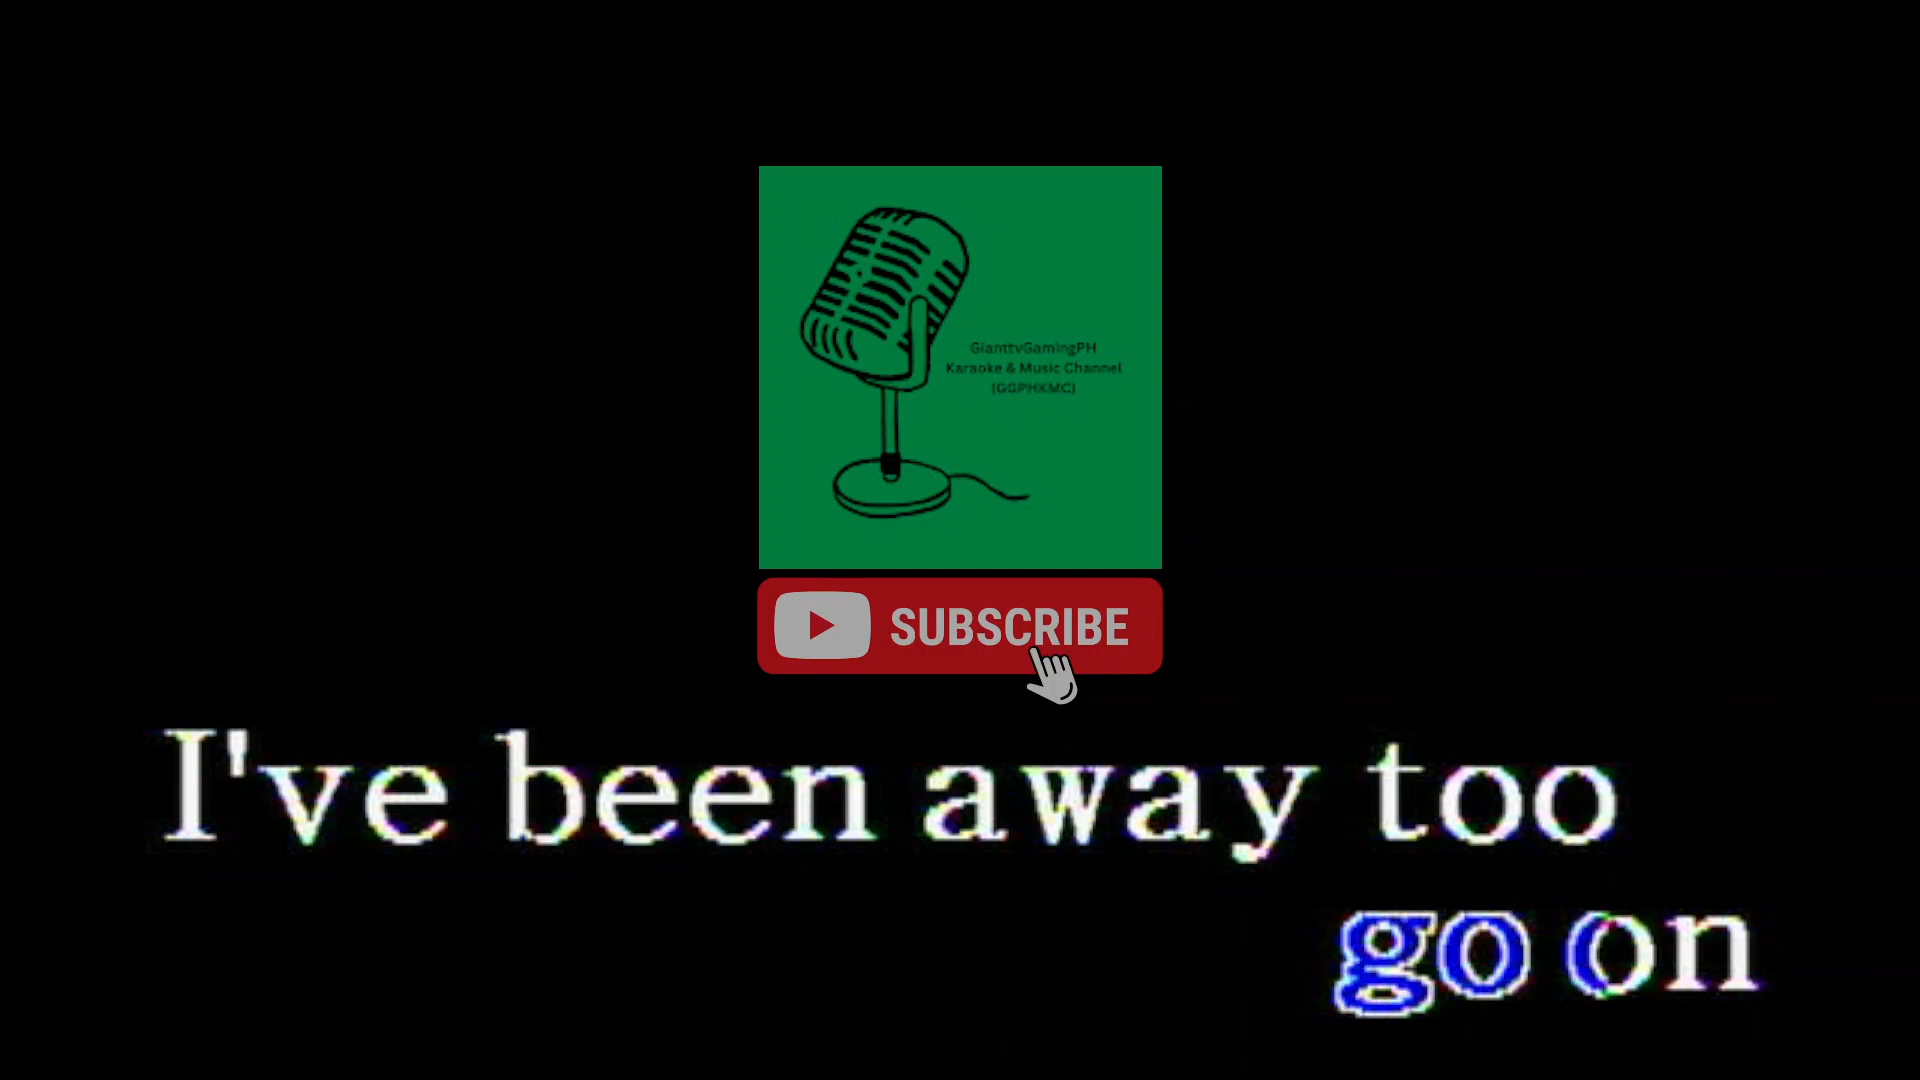 GianttvGamingPH
Karaoke & Music Channel
(GGPHKMC)
SUBSCRIBE
I've been away too
go on